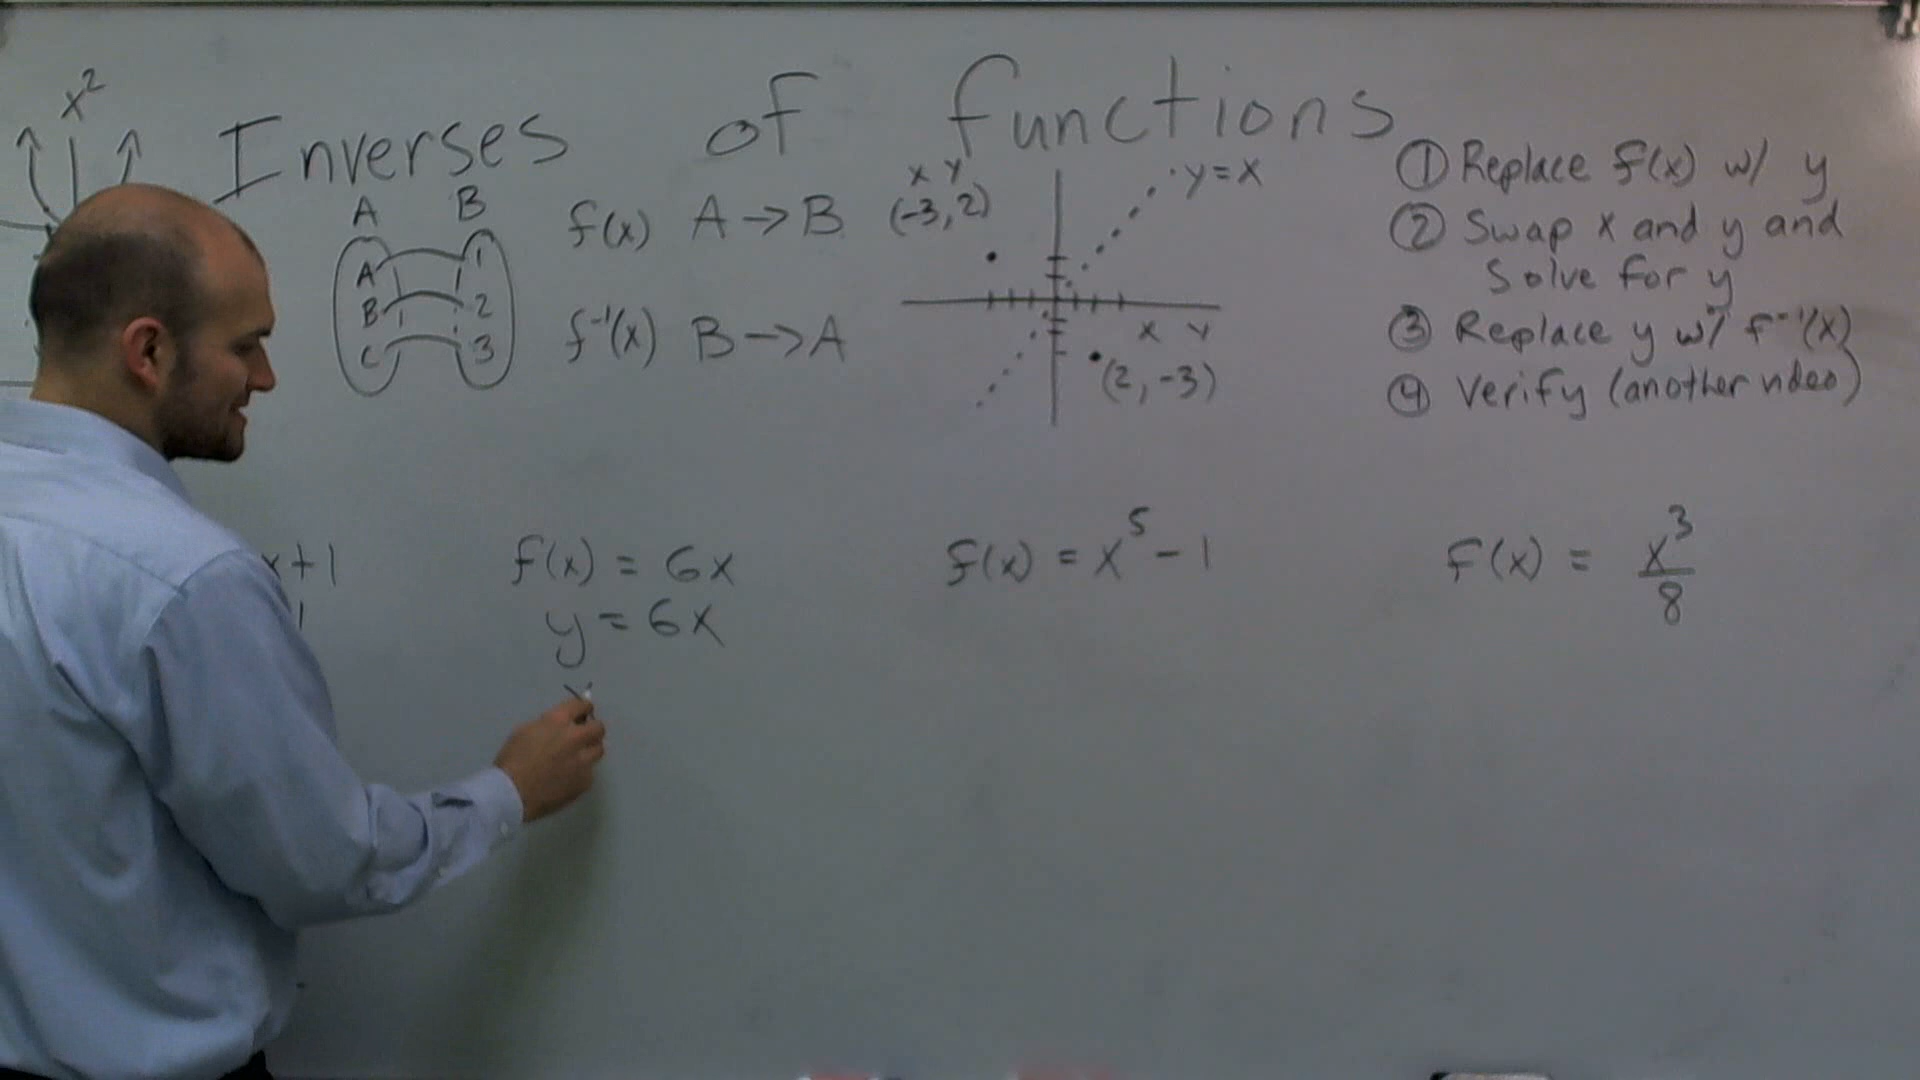 x²
Inverses of functions
A B
A 1
B 2
C 3
f(x) A → B
f⁻¹(x) B → A
x y
(-3, 2)
y = x
x y
(2, -3)
① Replace f(x) w/ y
② Swap x and y and
Solve for y
③ Replace y w/ f⁻¹(x)
④ Verify (another video)
x+1
1
f(x) = 6x
y = 6x
x
f(x) = x⁵ - 1
f(x) = x³/8